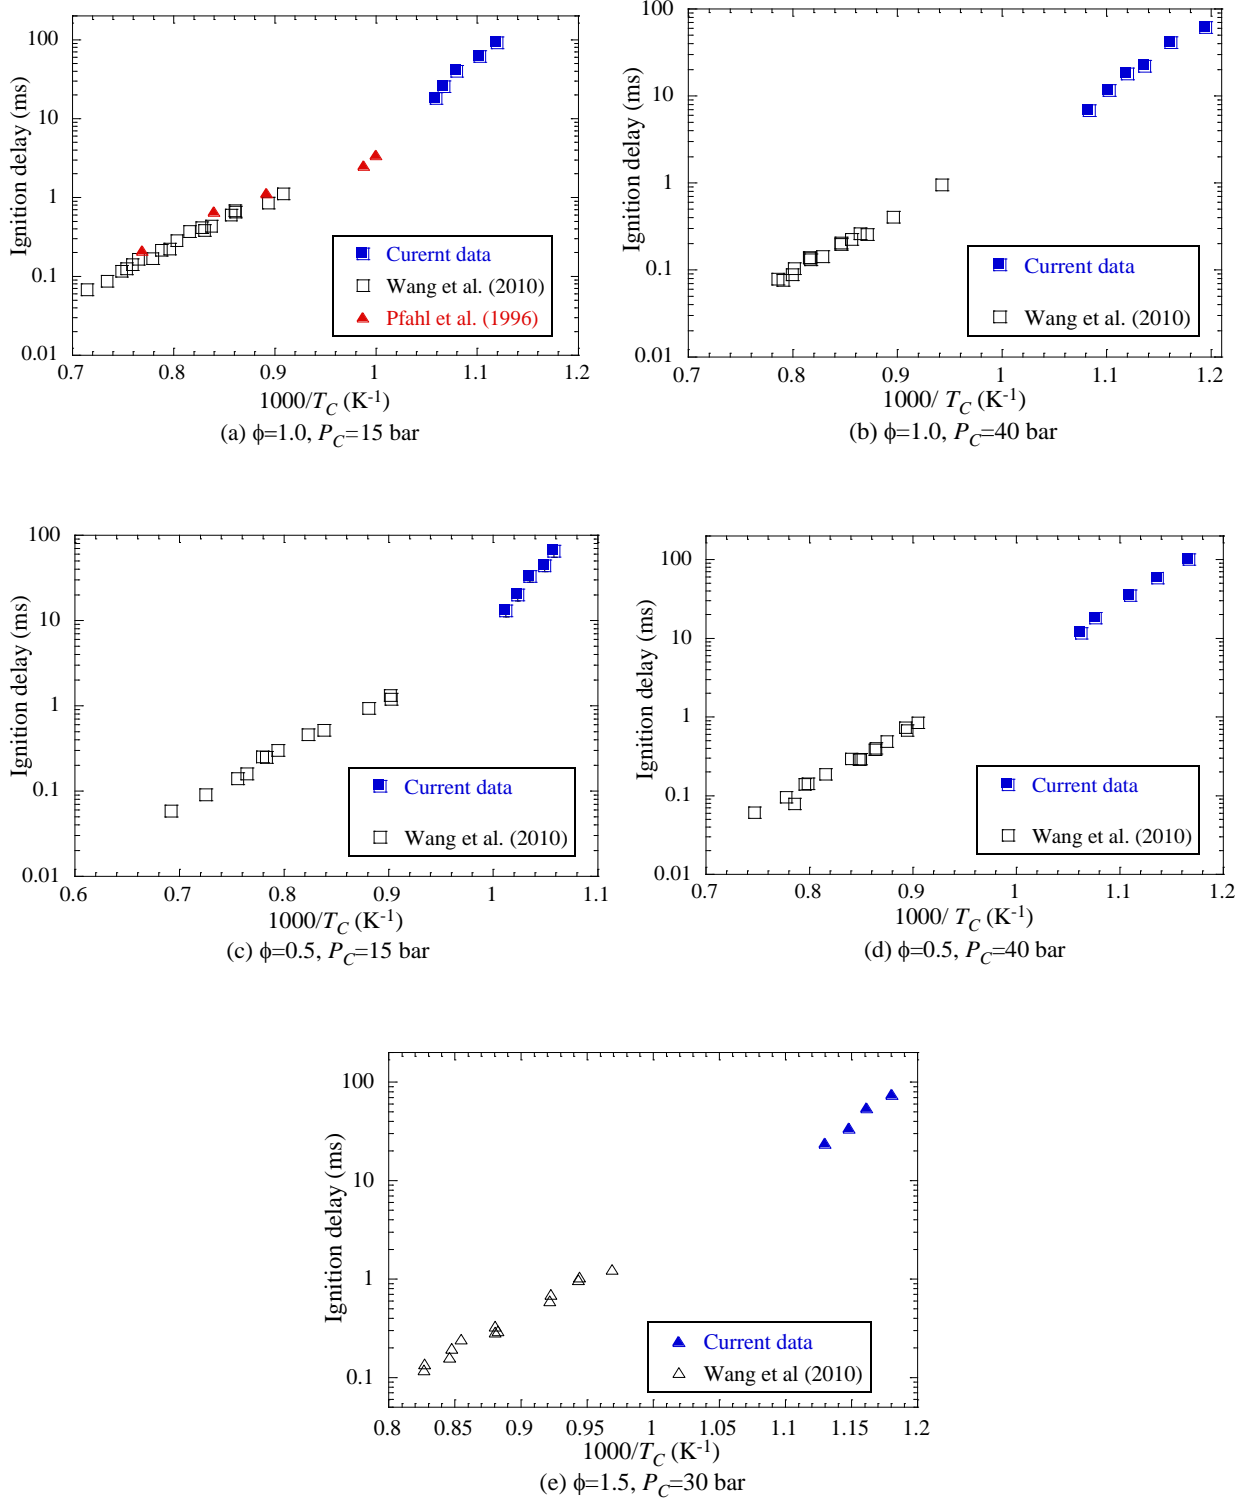 Ignition delay (ms)
100
10
1
0.1
0.01
Curernt data
Wang et al. (2010)
Pfahl et al. (1996)
0.7 0.8 0.9 1 1.1 1.2
1000/T_C (K⁻¹)
(a) ϕ=1.0, P_C=15 bar
Ignition delay (ms)
100
10
1
0.1
0.01
Current data
Wang et al. (2010)
0.7 0.8 0.9 1 1.1 1.2
1000/ T_C (K⁻¹)
(b) ϕ=1.0, P_C=40 bar
Ignition delay (ms)
100
10
1
0.1
0.01
Current data
Wang et al. (2010)
0.6 0.7 0.8 0.9 1 1.1
1000/T_C (K⁻¹)
(c) ϕ=0.5, P_C=15 bar
Ignition delay (ms)
100
10
1
0.1
0.01
Current data
Wang et al. (2010)
0.7 0.8 0.9 1 1.1 1.2
1000/ T_C (K⁻¹)
(d) ϕ=0.5, P_C=40 bar
Ignition delay (ms)
100
10
1
0.1
Current data
Wang et al (2010)
0.8 0.85 0.9 0.95 1 1.05 1.1 1.15 1.2
1000/T_C (K⁻¹)
(e) ϕ=1.5, P_C=30 bar